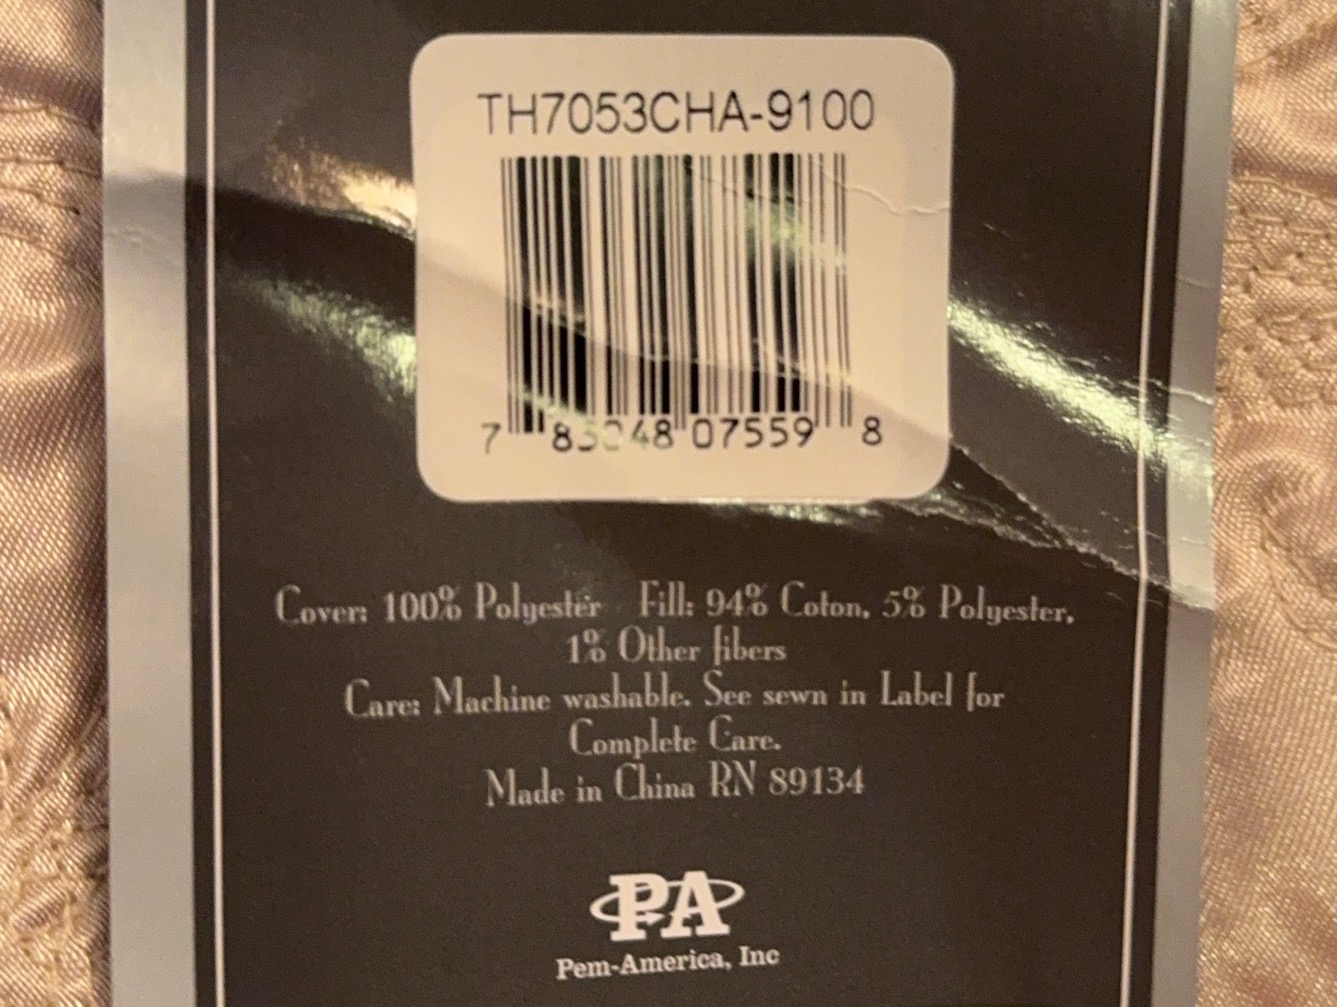 TH7053CHA-9100
7 83048 07559 8
Cover: 100% Polyester Fill: 94% Coton, 5% Polyester,
1% Other fibers
Care: Machine washable. See sewn in Label for
Complete Care.
Made in China RN 89134
PA
Pem-America, Inc